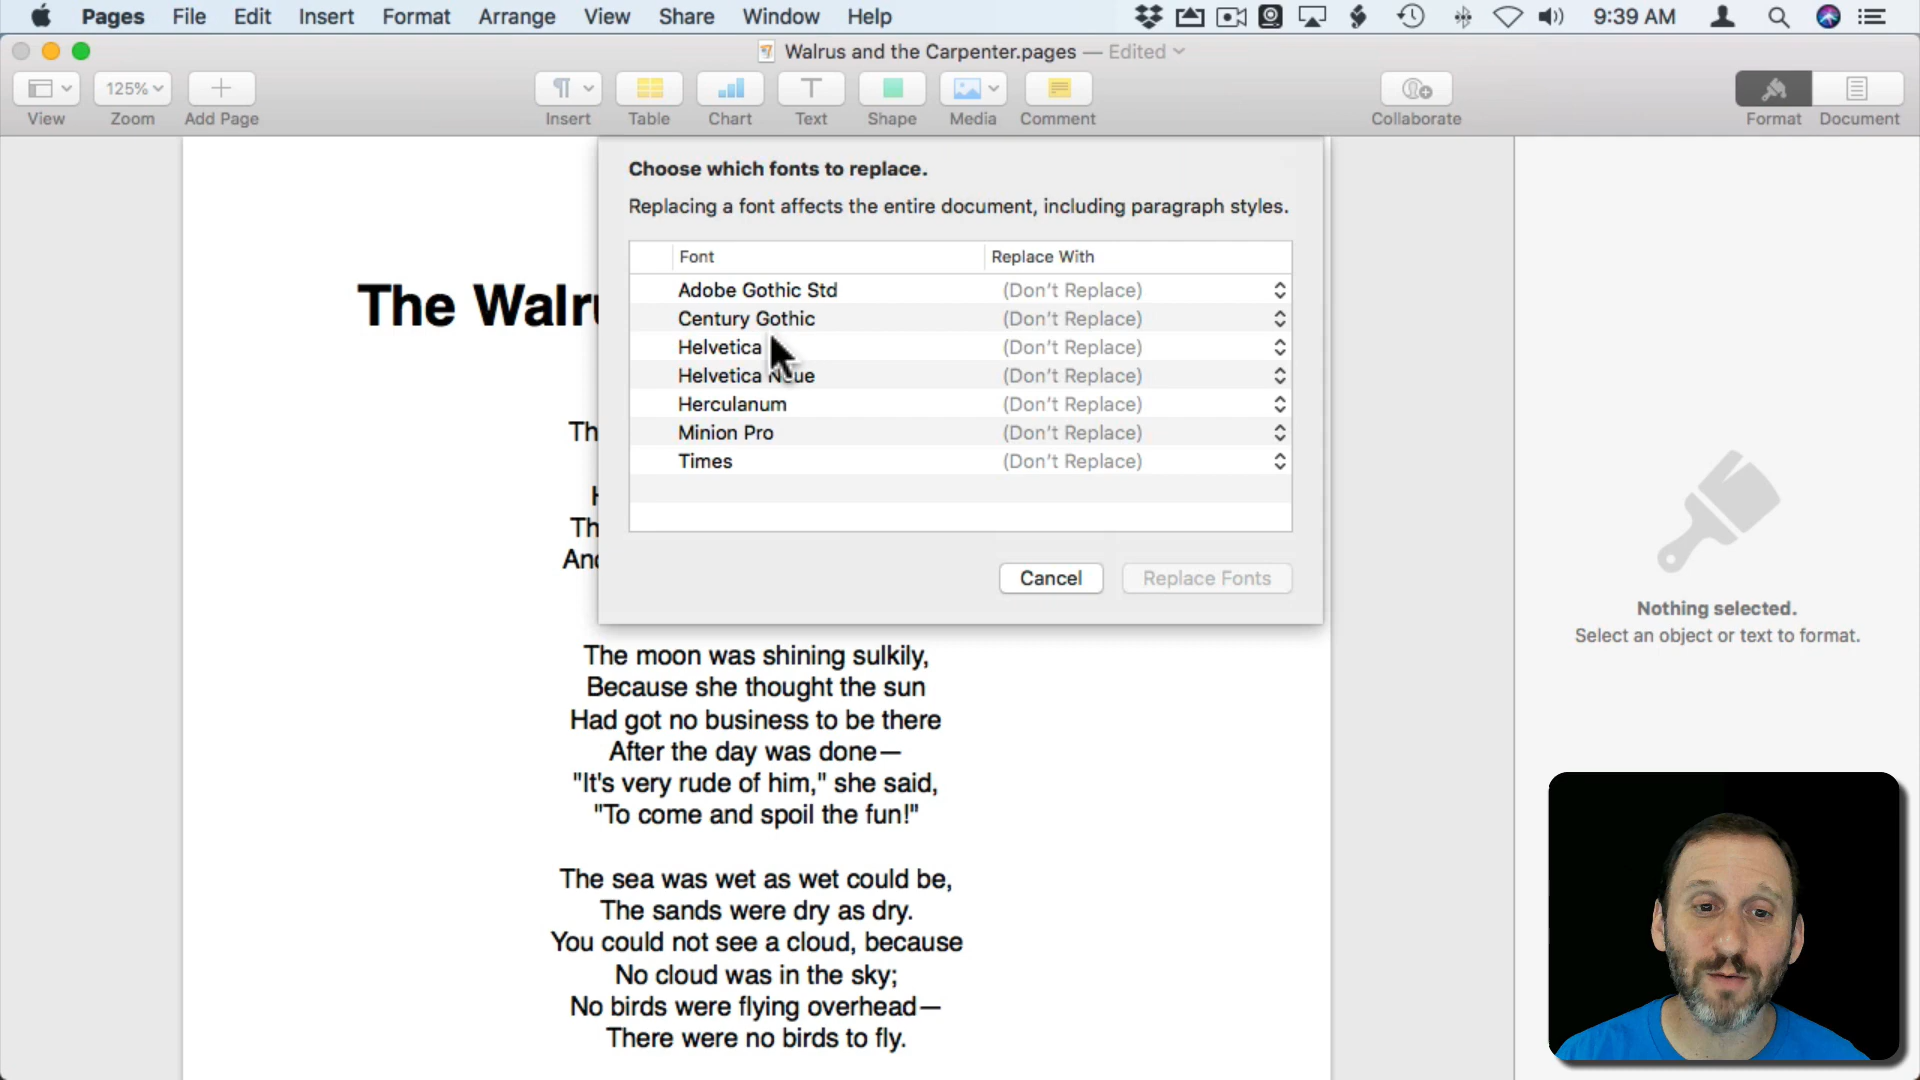 Pages File Edit Insert Format Arrange View Share Window Help 9:39 AM
Walrus and the Carpenter.pages — Edited
125%
View Zoom Add Page Insert Table Chart Text Shape Media Comment Collaborate Format Document
Choose which fonts to replace.
Replacing a font affects the entire document, including paragraph styles.
Font Replace With
Adobe Gothic Std (Don't Replace)
Century Gothic (Don't Replace)
Helvetica (Don't Replace)
Helvetica Neue (Don't Replace)
Herculanum (Don't Replace)
Minion Pro (Don't Replace)
Times (Don't Replace)
Cancel Replace Fonts
The Walru
Th
H
Th
And
The moon was shining sulkily,
Because she thought the sun
Had got no business to be there
After the day was done—
"It's very rude of him," she said,
"To come and spoil the fun!"
The sea was wet as wet could be,
The sands were dry as dry.
You could not see a cloud, because
No cloud was in the sky;
No birds were flying overhead—
There were no birds to fly.
Nothing selected.
Select an object or text to format.